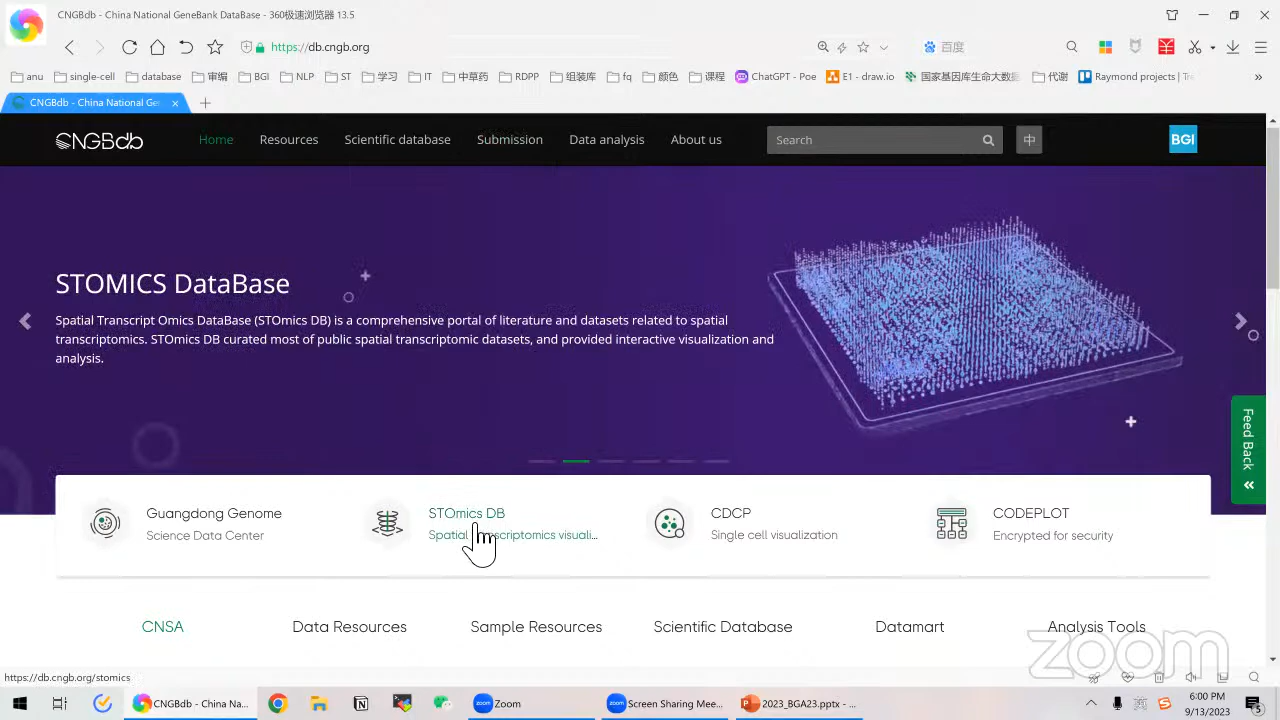 CNGBdb - China National GeneBank DataBase - 360极速浏览器 13.5
https://db.cngb.org
百度
anu
single-cell
database
审编
BGI
NLP
ST
学习
IT
中草药
RDPP
组装库
fq
颜色
课程
ChatGPT - Poe
E1 - draw.io
国家基因库生命大数据
代谢
Raymond projects | Tre
»
CNGBdb - China National Gen
CNGBdb
Home
Resources
Scientific database
Submission
Data analysis
About us
Search
中
BGI
STOMICS DataBase
Spatial Transcript Omics DataBase (STOmics DB) is a comprehensive portal of literature and datasets related to spatial
transcriptomics. STOmics DB curated most of public spatial transcriptomic datasets, and provided interactive visualization and
analysis.
Feed Back
Guangdong Genome
Science Data Center
STOmics DB
Spatial transcriptomics visuali...
CDCP
Single cell visualization
CODEPLOT
Encrypted for security
CNSA
Data Resources
Sample Resources
Scientific Database
Datamart
Analysis Tools
zoom
https://db.cngb.org/stomics
CNGBdb - China Na...
Zoom
Screen Sharing Mee...
2023_BGA23.pptx - ...
6:00 PM
9/13/2023
5